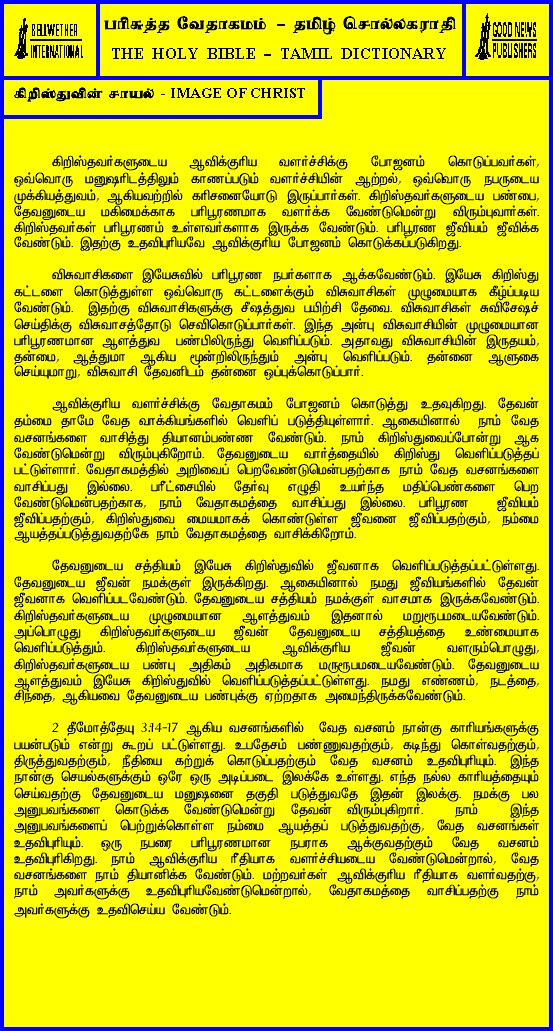 BELLWETHER
INTERNATIONAL
பரிசுத்த வேதாகமம் – தமிழ் சொல்லகராதி
THE HOLY BIBLE – TAMIL DICTIONARY
GOOD NEWS
PUBLISHERS
கிறிஸ்துவின் சாயல் - IMAGE OF CHRIST
கிறிஸ்தவர்களுடைய ஆவிக்குரிய வளர்ச்சிக்கு போஜனம் கொடுப்பவர்கள்,
ஒவ்வொரு மனுஷரிடத்திலும் காணப்படும் வளர்ச்சியின் ஆற்றல், ஒவ்வொரு நபருடைய
முக்கியத்துவம், ஆகியவற்றில் கரிசனையோடு இருப்பார்கள். கிறிஸ்தவர்களுடைய பண்பை,
தேவனுடைய மகிமைக்காக பரிபூரணமாக வளர்க்க வேண்டுமென்று விரும்புவார்கள்.
கிறிஸ்தவர்கள் பரிபூரணம் உள்ளவர்களாக இருக்க வேண்டும். பரிபூரண ஜீவியம் ஜீவிக்க
வேண்டும். இதற்கு உதவிபுரியவே ஆவிக்குரிய போஜனம் கொடுக்கப்படுகிறது.
விசுவாசிகளை இயேசுவில் பரிபூரண நபர்களாக ஆக்கவேண்டும். இயேசு கிறிஸ்து
கட்டளை கொடுத்துள்ள ஒவ்வொரு கட்டளைக்கும் விசுவாசிகள் முழுமையாக கீழ்ப்படிய
வேண்டும். இதற்கு விசுவாசிகளுக்கு சீஷத்துவ பயிற்சி தேவை. விசுவாசிகள் சுவிசேஷச்
செய்திக்கு விசுவாசத்தோடு செவிகொடுப்பார்கள். இந்த அன்பு விசுவாசியின் முழுமையான
பரிபூரணமான ஆளத்துவ பண்பிலிருந்து வெளிப்படும். அதாவது விசுவாசியின் இருதயம்,
தன்மை, ஆத்துமா ஆகிய மூன்றிலிருந்தும் அன்பு வெளிப்படும். தன்னை ஆளுகை
செய்யுமாறு, விசுவாசி தேவனிடம் தன்னை ஒப்புக்கொடுப்பார்.
ஆவிக்குரிய வளர்ச்சிக்கு வேதாகமம் போஜனம் கொடுத்து உதவுகிறது. தேவன்
தம்மை தாமே வேத வாக்கியங்களில் வெளிப் படுத்தியுள்ளார். ஆகையினால் நாம் வேத
வசனங்களை வாசித்து தியானம்பண்ண வேண்டும். நாம் கிறிஸ்துவைப்போன்று ஆக
வேண்டுமென்று விரும்புகிறோம். தேவனுடைய வார்த்தையில் கிறிஸ்து வெளிப்படுத்தப்
பட்டுள்ளார். வேதாகமத்தில் அறிவைப் பெறவேண்டுமென்பதற்காக நாம் வேத வசனங்களை
வாசிப்பது இல்லை. பரீட்சையில் தேர்வு எழுதி உயர்ந்த மதிப்பெண்களை பெற
வேண்டுமென்பதற்காக, நாம் வேதாகமத்தை வாசிப்பது இல்லை. பரிபூரண ஜீவியம்
ஜீவிப்பதற்கும், கிறிஸ்துவை மையமாகக் கொண்டுள்ள ஜீவனை ஜீவிப்பதற்கும், நம்மை
ஆயத்தப்படுத்துவதற்கே நாம் வேதாகமத்தை வாசிக்கிறோம்.
தேவனுடைய சத்தியம் இயேசு கிறிஸ்துவில் ஜீவனாக வெளிப்படுத்தப்பட்டுள்ளது.
தேவனுடைய ஜீவன் நமக்குள் இருக்கிறது. ஆகையினால் நமது ஜீவியங்களில் தேவன்
ஜீவனாக வெளிப்படவேண்டும். தேவனுடைய சத்தியம் நமக்குள் வாசமாக இருக்கவேண்டும்.
கிறிஸ்தவர்களுடைய முழுமையான ஆளத்துவம் இதனால் மறுரூபமடையவேண்டும்.
அப்பொழுது கிறிஸ்தவர்களுடைய ஜீவன் தேவனுடைய சத்தியத்தை உண்மையாக
வெளிப்படுத்தும். கிறிஸ்தவர்களுடைய ஆவிக்குரிய ஜீவன் வளரும்பொழுது,
கிறிஸ்தவர்களுடைய பண்பு அதிகம் அதிகமாக மருரூபமடையவேண்டும். தேவனுடைய
ஆளத்துவம் இயேசு கிறிஸ்துவில் வெளிப்படுத்தப்பட்டுள்ளது. நமது எண்ணம், நடத்தை,
சிந்தை, ஆகியவை தேவனுடைய பண்புக்கு ஏற்றதாக அமைந்திருக்கவேண்டும்.
2 தீமோத்தேயு 3:14-17 ஆகிய வசனங்களில் வேத வசனம் நான்கு காரியங்களுக்கு
பயன்படும் என்று கூறப் பட்டுள்ளது. உபதேசம் பண்ணுவதற்கும், கடிந்து கொள்வதற்கும்,
திருத்துவதற்கும், நீதியை கற்றுக் கொடுப்பதற்கும் வேத வசனம் உதவிபுரியும். இந்த
நான்கு செயல்களுக்கும் ஒரே ஒரு அடிப்படை இலக்கே உள்ளது. எந்த நல்ல காரியத்தையும்
செய்வதற்கு தேவனுடைய மனுஷனை தகுதி படுத்துவதே இதன் இலக்கு. நமக்கு பல
அனுபவங்களை கொடுக்க வேண்டுமென்று தேவன் விரும்புகிறார். நாம் இந்த
அனுபவங்களைப் பெற்றுக்கொள்ள நம்மை ஆயத்தப் படுத்துவதற்கு, வேத வசனங்கள்
உதவிபுரியும். ஒரு நபரை பரிபூரணமான நபராக ஆக்குவதற்கும் வேத வசனம்
உதவிபுரிகிறது. நாம் ஆவிக்குரிய ரீதியாக வளர்ச்சியடைய வேண்டுமென்றால், வேத
வசனங்களை நாம் தியானிக்க வேண்டும். மற்றவர்கள் ஆவிக்குரிய ரீதியாக வளர்வதற்கு,
நாம் அவர்களுக்கு உதவிபுரியவேண்டுமென்றால், வேதாகமத்தை வாசிப்பதற்கு நாம்
அவர்களுக்கு உதவிசெய்ய வேண்டும்.